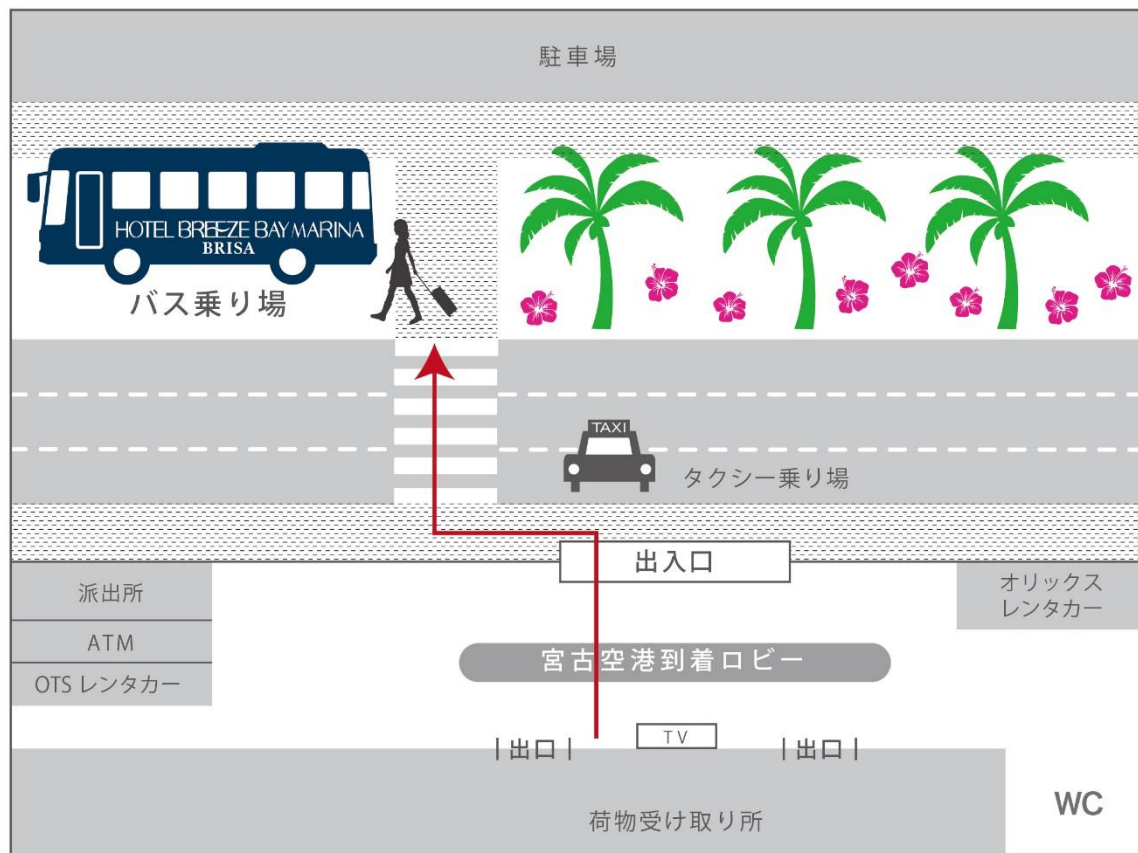 駐車場
HOTEL BREEZE BAY MARINA
BRISA
バス乗り場
TAXI
タクシー乗り場
出入口
派出所
ATM
OTS レンタカー
オリックス
レンタカー
宮古空港到着ロビー
|出口|
TV
|出口|
荷物受け取り所
WC